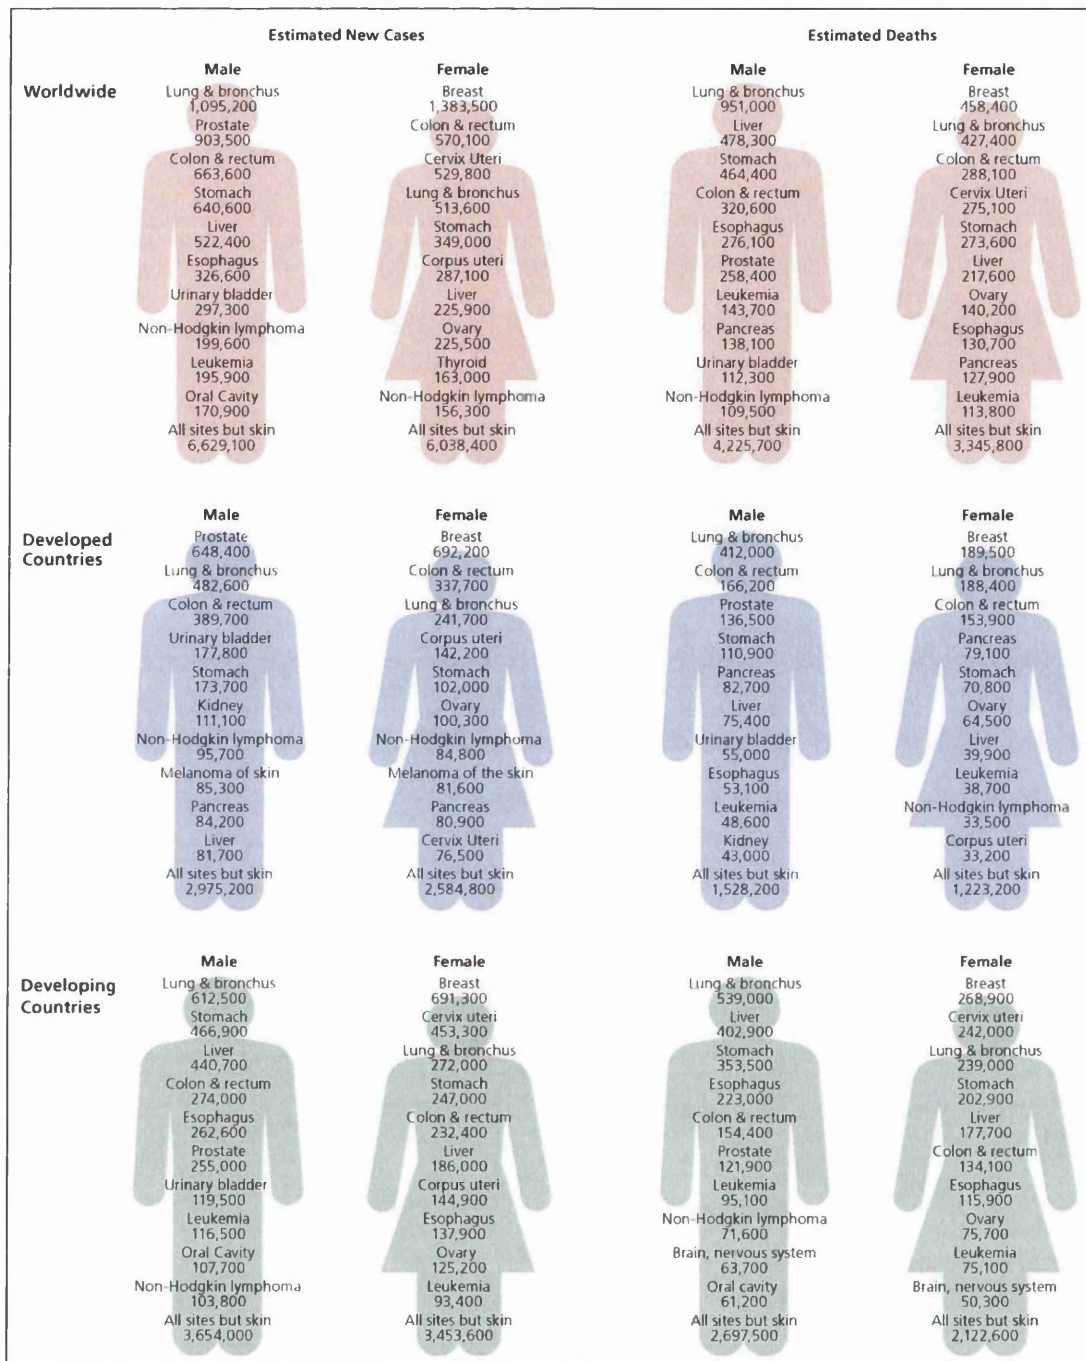 Estimated New Cases
Estimated Deaths
Worldwide
Male
Lung & bronchus
1,095,200
Prostate
903,500
Colon & rectum
663,600
Stomach
640,600
Liver
522,400
Esophagus
326,600
Urinary bladder
297,300
Non-Hodgkin lymphoma
199,600
Leukemia
195,900
Oral Cavity
170,900
All sites but skin
6,629,100
Female
Breast
1,383,500
Colon & rectum
570,100
Cervix Uteri
529,800
Lung & bronchus
513,600
Stomach
349,000
Corpus uteri
287,100
Liver
225,900
Ovary
225,500
Thyroid
163,000
Non-Hodgkin lymphoma
156,300
All sites but skin
6,038,400
Male
Lung & bronchus
951,000
Liver
478,300
Stomach
464,400
Colon & rectum
320,600
Esophagus
276,100
Prostate
258,400
Leukemia
143,700
Pancreas
138,100
Urinary bladder
112,300
Non-Hodgkin lymphoma
109,500
All sites but skin
4,225,700
Female
Breast
458,400
Lung & bronchus
427,400
Colon & rectum
288,100
Cervix Uteri
275,100
Stomach
273,600
Liver
217,600
Ovary
140,200
Esophagus
130,700
Pancreas
127,900
Leukemia
113,800
All sites but skin
3,345,800
Developed
Countries
Male
Prostate
648,400
Lung & bronchus
482,600
Colon & rectum
389,700
Urinary bladder
177,800
Stomach
173,700
Kidney
111,100
Non-Hodgkin lymphoma
95,700
Melanoma of skin
85,300
Pancreas
84,200
Liver
81,700
All sites but skin
2,975,200
Female
Breast
692,200
Colon & rectum
337,700
Lung & bronchus
241,700
Corpus uteri
142,200
Stomach
102,000
Ovary
100,300
Non-Hodgkin lymphoma
84,800
Melanoma of the skin
81,600
Pancreas
80,900
Cervix Uteri
76,500
All sites but skin
2,584,800
Male
Lung & bronchus
412,000
Colon & rectum
166,200
Prostate
136,500
Stomach
110,900
Pancreas
82,700
Liver
75,400
Urinary bladder
55,000
Esophagus
53,100
Leukemia
48,600
Kidney
43,000
All sites but skin
1,528,200
Female
Breast
189,500
Lung & bronchus
188,400
Colon & rectum
153,900
Pancreas
79,100
Stomach
70,800
Ovary
64,500
Liver
39,900
Leukemia
38,700
Non-Hodgkin lymphoma
33,500
Corpus uteri
33,200
All sites but skin
1,223,200
Developing
Countries
Male
Lung & bronchus
612,500
Stomach
466,900
Liver
440,700
Colon & rectum
274,000
Esophagus
262,600
Prostate
255,000
Urinary bladder
119,500
Leukemia
116,500
Oral Cavity
107,700
Non-Hodgkin lymphoma
103,800
All sites but skin
3,654,000
Female
Breast
691,300
Cervix uteri
453,300
Lung & bronchus
272,000
Stomach
247,000
Colon & rectum
232,400
Liver
186,000
Corpus uteri
144,900
Esophagus
137,900
Ovary
125,200
Leukemia
93,400
All sites but skin
3,453,600
Male
Lung & bronchus
539,000
Liver
402,900
Stomach
353,500
Esophagus
223,000
Colon & rectum
154,400
Prostate
121,900
Leukemia
95,100
Non-Hodgkin lymphoma
71,600
Brain, nervous system
63,700
Oral cavity
61,200
All sites but skin
2,697,500
Female
Breast
268,900
Cervix uteri
242,000
Lung & bronchus
239,000
Stomach
202,900
Liver
177,700
Colon & rectum
134,100
Esophagus
115,900
Ovary
75,700
Leukemia
75,100
Brain, nervous system
50,300
All sites but skin
2,122,600